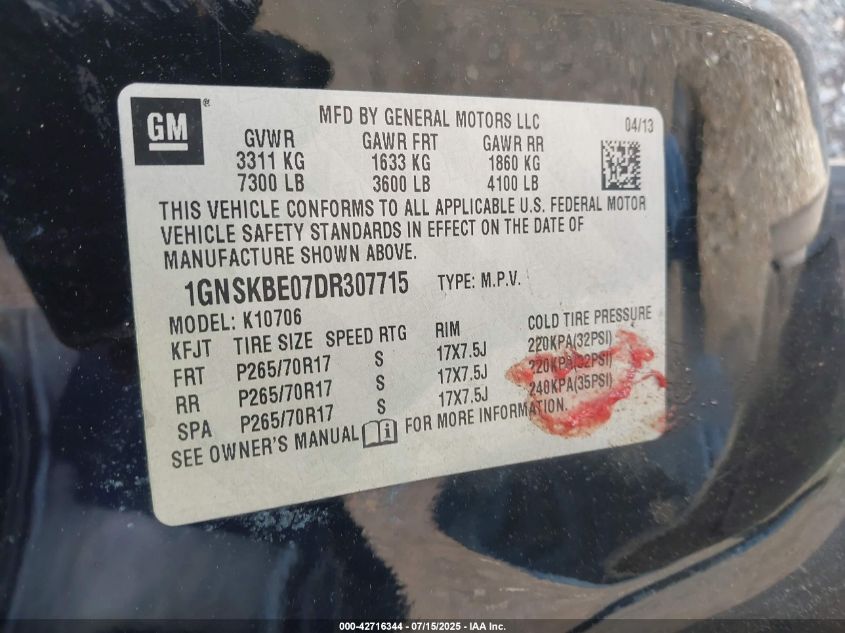 GM ®
MFD BY GENERAL MOTORS LLC 04/13
GVWR GAWR FRT GAWR RR
3311 KG 1633 KG 1860 KG
7300 LB 3600 LB 4100 LB
THIS VEHICLE CONFORMS TO ALL APPLICABLE U.S. FEDERAL MOTOR
VEHICLE SAFETY STANDARDS IN EFFECT ON THE DATE OF
MANUFACTURE SHOWN ABOVE.
1GNSKBE07DR307715 TYPE: M.P.V.
MODEL: K10706
KFJT TIRE SIZE SPEED RTG RIM COLD TIRE PRESSURE
FRT P265/70R17 S 17X7.5J 220KPA(32PSI)
RR P265/70R17 S 17X7.5J 220KPA(32PSI)
SPA P265/70R17 S 17X7.5J 240KPA(35PSI)
SEE OWNER'S MANUAL i FOR MORE INFORMATION.
000-42716344 - 07/15/2025 - IAA Inc.